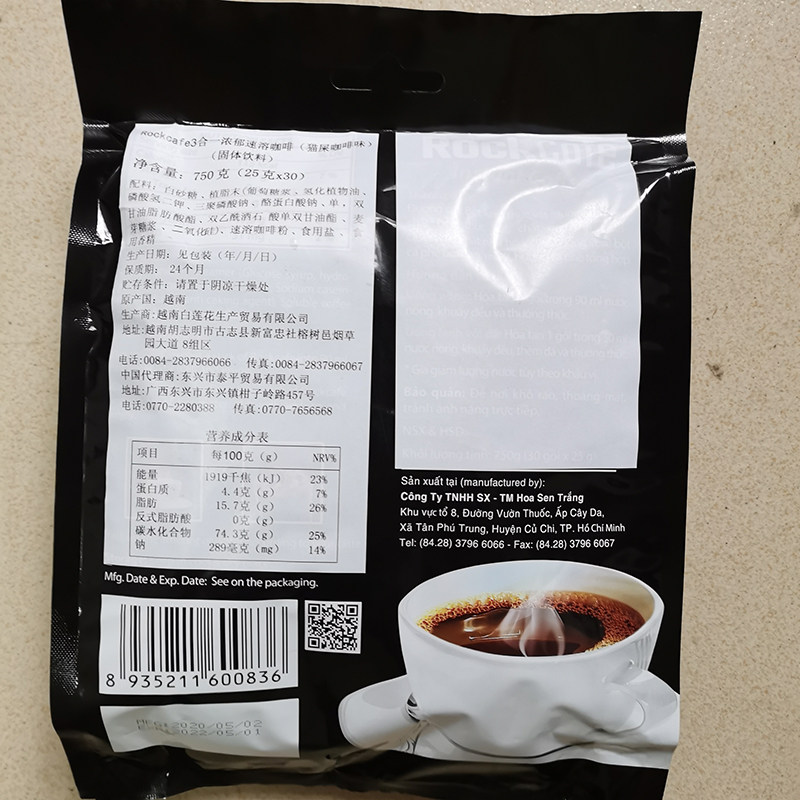 Rockcafe3合一浓郁速溶咖啡（猫屎咖啡味）
（固体饮料）
净含量：750克（25克x30）
配料：白砂糖、植脂末（葡萄糖浆、氢化植物油、
磷酸氢二钾、三聚磷酸钠、酪蛋白酸钠、单，双
甘油脂肪酸酯、双乙酰酒石酸单双甘油酯、麦
芽糖浆、二氧化硅）、速溶咖啡粉、食用盐、食
用香精
生产日期：见包装（年/月/日）
保质期：24个月
贮存条件：请置于阴凉干燥处
原产国：越南
生产商：越南白莲花生产贸易有限公司
地址:越南胡志明市古志县新富忠社榕树邑烟草
园大道 8组区
电话:0084-2837966066 传真:0084-2837966067
中国代理商:东兴市泰平贸易有限公司
地址:广西东兴市东兴镇柑子岭路457号
电话:0770-2280388 传真:0770-7656568
营养成分表
项目 每100克（g） NRV%
能量 1919千焦（kJ） 23%
蛋白质 4.4克（g） 7%
脂肪 15.7克（g） 26%
反式脂肪酸 0克（g）
碳水化合物 74.3克（g） 25%
钠 289毫克（mg） 14%
Mfg. Date & Exp. Date: See on the packaging.
8 935211 600836
MFG:2020/05/02
EXP:2022/05/01
Rock Cafe
Bảo quản:
Sản xuất tại (manufactured by):
Công Ty TNHH SX - TM Hoa Sen Trắng
Khu vực tổ 8, Đường Vườn Thuốc, Ấp Cây Da,
Xã Tân Phú Trung, Huyện Củ Chi, TP. Hồ Chí Minh
Tel: (84.28) 3796 6066 - Fax: (84.28) 3796 6067